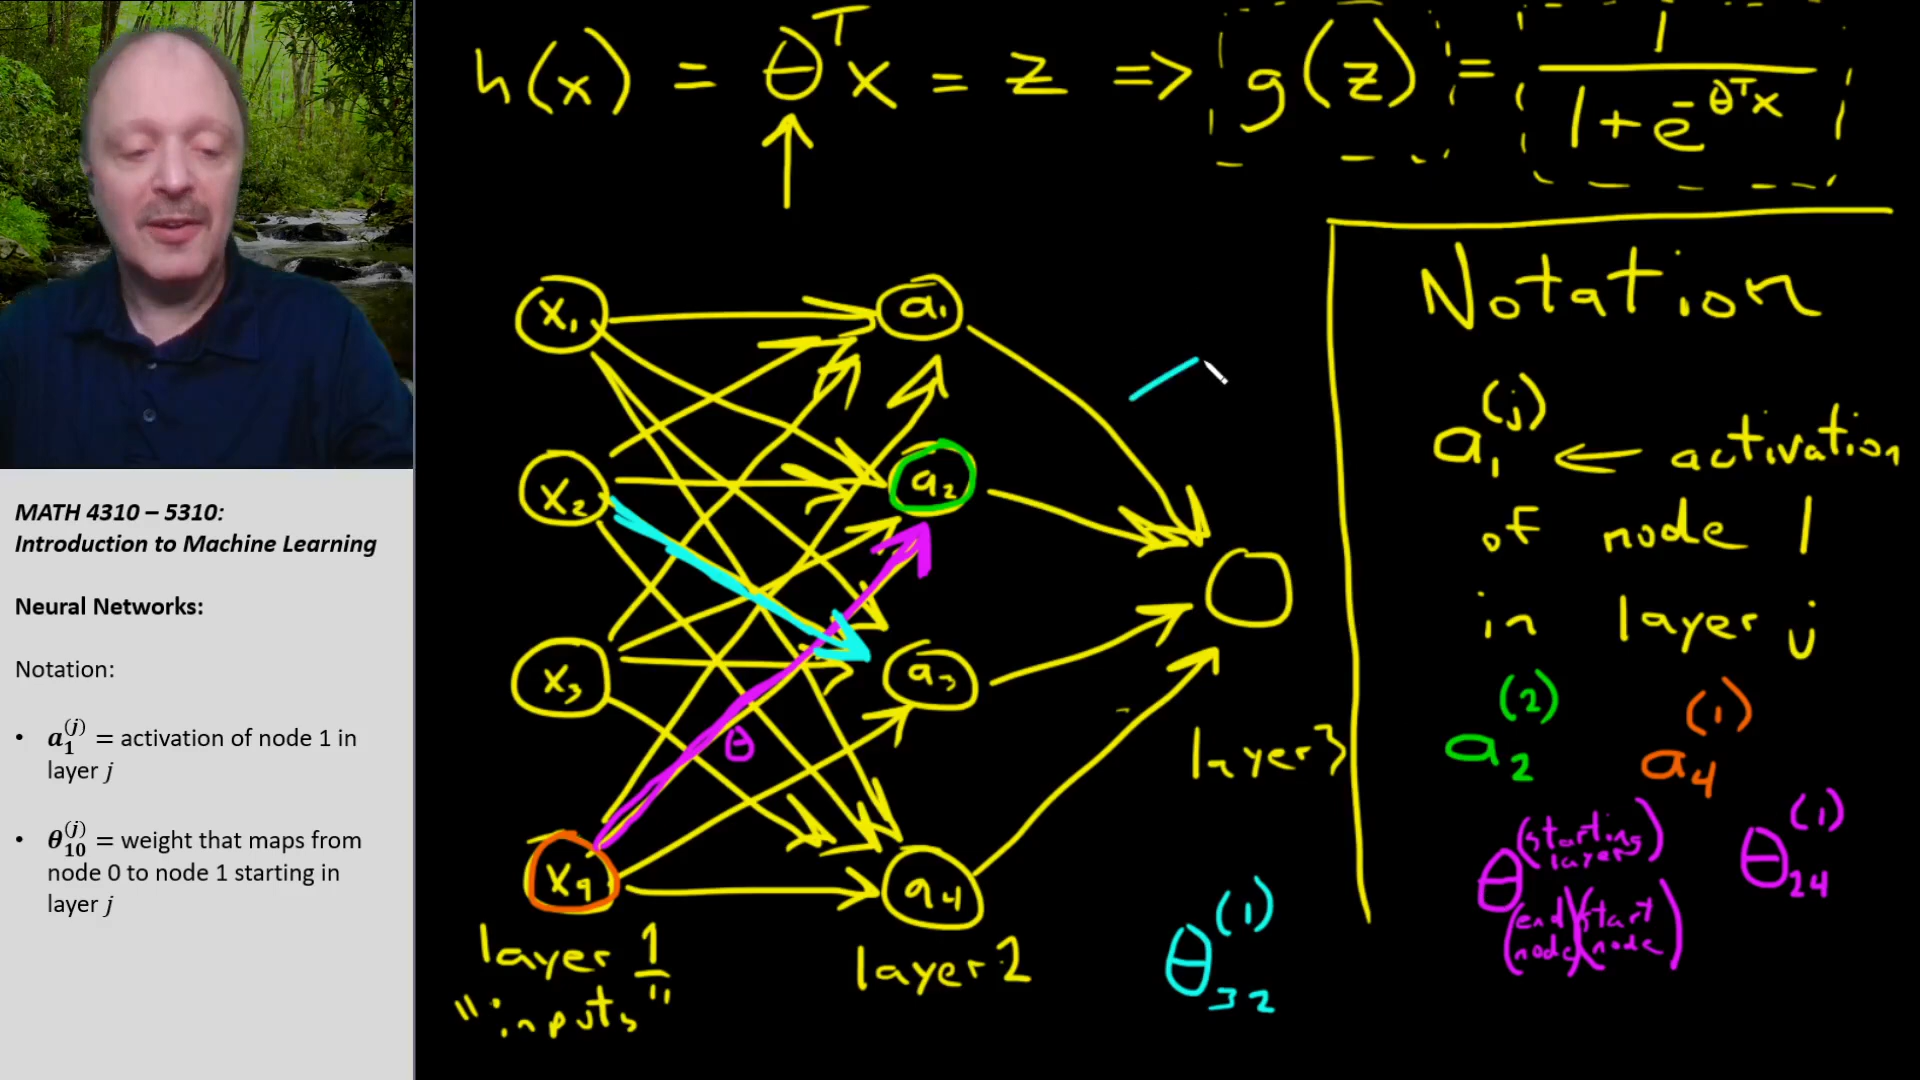 h(x) = θᵀx = z => g(z) = 1 / (1 + e^(-θᵀx))
Notation
a₁^(j) ← activation
of node 1
in layer j
a₂^(2) a₄^(1)
θ^(starting layer)_(end node)(start node) θ₂₄^(1)
x₁ a₁
x₂ a₂
x₃ a₃
θ
x₄ a₄
layer 1
"inputs"
layer 2
layer 3
θ₃₂^(1)
MATH 4310 – 5310:
Introduction to Machine Learning
Neural Networks:
Notation:
• a₁^(j) = activation of node 1 in
layer j
• θ₁₀^(j) = weight that maps from
node 0 to node 1 starting in
layer j